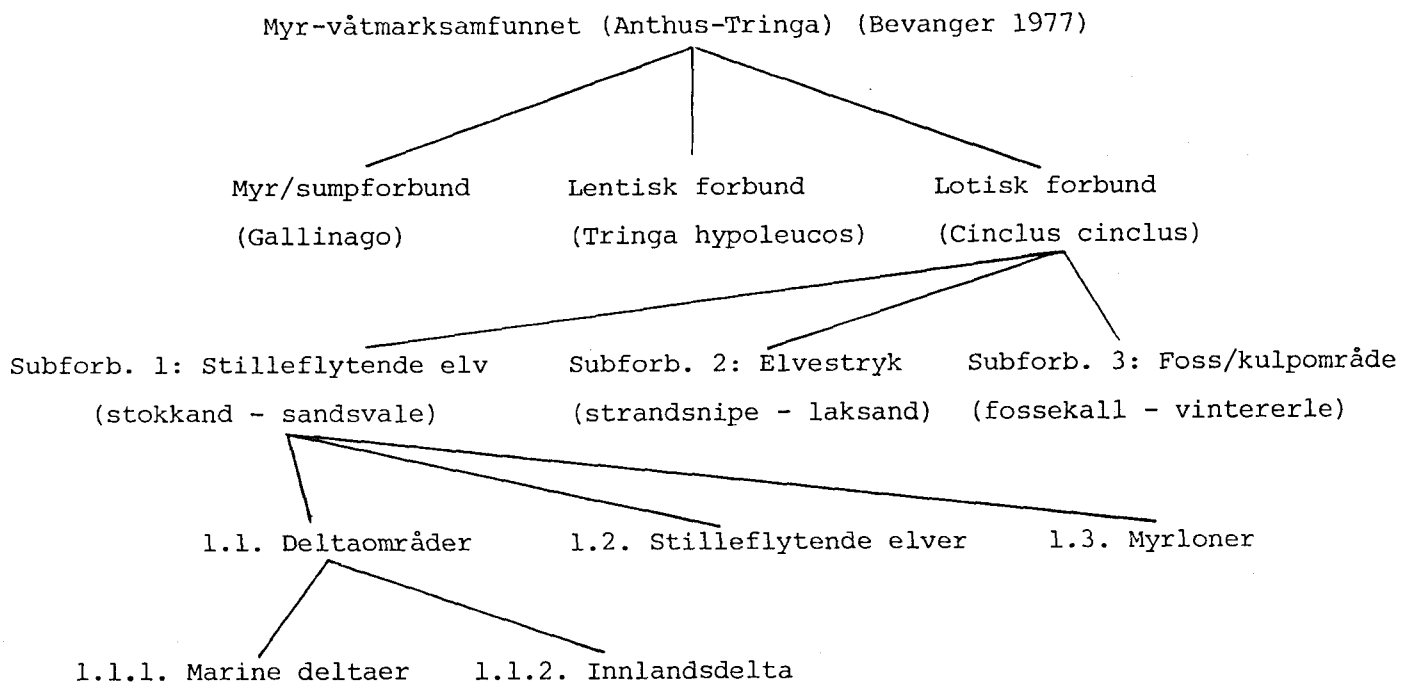 Myr-våtmarksamfunnet (Anthus-Tringa) (Bevanger 1977)
Myr/sumpforbund Lentisk forbund Lotisk forbund
(Gallinago) (Tringa hypoleucos) (Cinclus cinclus)
Subforb. 1: Stilleflytende elv Subforb. 2: Elvestryk Subforb. 3: Foss/kulpområde
(stokkand - sandsvale) (strandsnipe - laksand) (fossekall - vintererle)
1.1. Deltaområder 1.2. Stilleflytende elver 1.3. Myrloner
1.1.1. Marine deltaer 1.1.2. Innlandsdelta